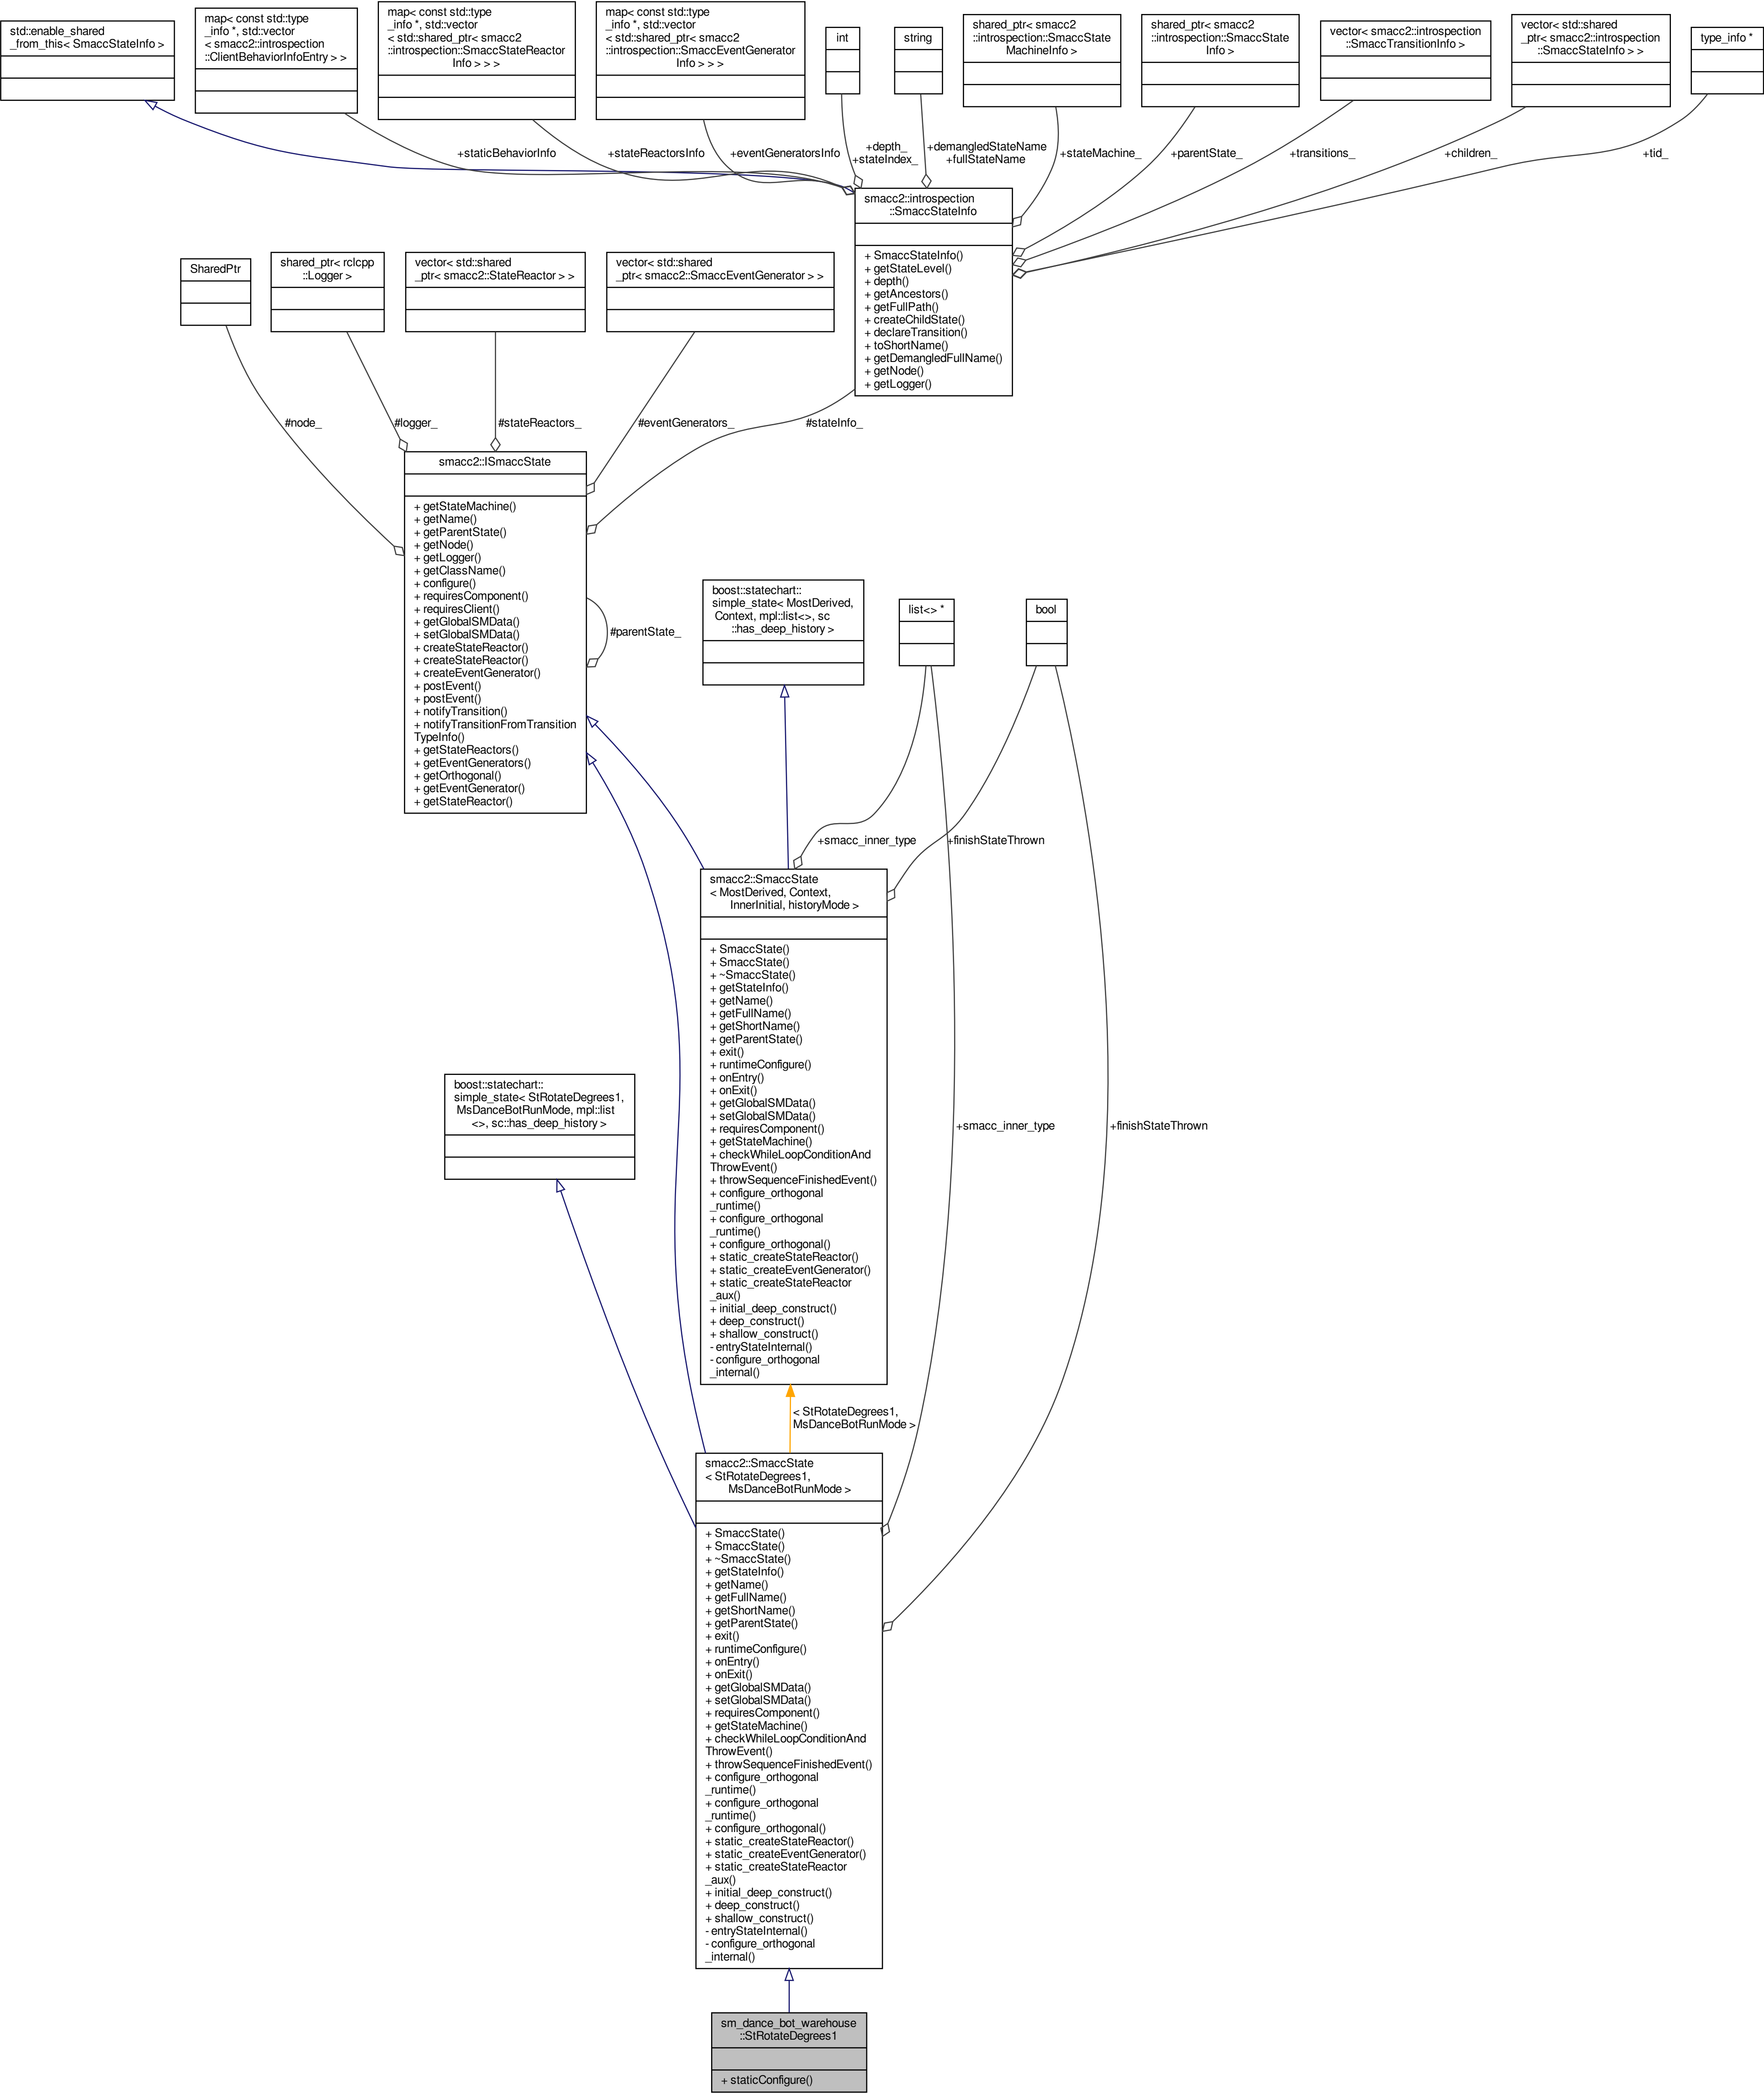 std::enable_shared
_from_this< SmaccStateInfo >
map< const std::type
_info *, std::vector
< smacc2::introspection
::ClientBehaviorInfoEntry > >
map< const std::type
_info *, std::vector
< std::shared_ptr< smacc2
::introspection::SmaccStateReactor
Info > > >
map< const std::type
_info *, std::vector
< std::shared_ptr< smacc2
::introspection::SmaccEventGenerator
Info > > >
int
string
shared_ptr< smacc2
::introspection::SmaccState
MachineInfo >
shared_ptr< smacc2
::introspection::SmaccState
Info >
vector< smacc2::introspection
::SmaccTransitionInfo >
vector< std::shared
_ptr< smacc2::introspection
::SmaccStateInfo > >
type_info *
+staticBehaviorInfo
+stateReactorsInfo
+eventGeneratorsInfo
+depth_
+stateIndex_
+demangledStateName
+fullStateName
+stateMachine_
+parentState_
+transitions_
+children_
+tid_
smacc2::introspection
::SmaccStateInfo
+ SmaccStateInfo()
+ getStateLevel()
+ depth()
+ getAncestors()
+ getFullPath()
+ createChildState()
+ declareTransition()
+ toShortName()
+ getDemangledFullName()
+ getNode()
+ getLogger()
SharedPtr
shared_ptr< rclcpp
::Logger >
vector< std::shared
_ptr< smacc2::StateReactor > >
vector< std::shared
_ptr< smacc2::SmaccEventGenerator > >
#node_
#logger_
#stateReactors_
#eventGenerators_
#stateInfo_
smacc2::ISmaccState
+ getStateMachine()
+ getName()
+ getParentState()
+ getNode()
+ getLogger()
+ getClassName()
+ configure()
+ requiresComponent()
+ requiresClient()
+ getGlobalSMData()
+ setGlobalSMData()
+ createStateReactor()
+ createStateReactor()
+ createEventGenerator()
+ postEvent()
+ postEvent()
+ notifyTransition()
+ notifyTransitionFromTransition
TypeInfo()
+ getStateReactors()
+ getEventGenerators()
+ getOrthogonal()
+ getEventGenerator()
+ getStateReactor()
#parentState_
boost::statechart::
simple_state< MostDerived,
Context, mpl::list<>, sc
::has_deep_history >
list<> *
bool
+smacc_inner_type
+finishStateThrown
smacc2::SmaccState
< MostDerived, Context,
InnerInitial, historyMode >
+ SmaccState()
+ SmaccState()
+ ~SmaccState()
+ getStateInfo()
+ getName()
+ getFullName()
+ getShortName()
+ getParentState()
+ exit()
+ runtimeConfigure()
+ onEntry()
+ onExit()
+ getGlobalSMData()
+ setGlobalSMData()
+ requiresComponent()
+ getStateMachine()
+ checkWhileLoopConditionAnd
ThrowEvent()
+ throwSequenceFinishedEvent()
+ configure_orthogonal
_runtime()
+ configure_orthogonal
_runtime()
+ configure_orthogonal()
+ static_createStateReactor()
+ static_createEventGenerator()
+ static_createStateReactor
_aux()
+ initial_deep_construct()
+ deep_construct()
+ shallow_construct()
- entryStateInternal()
- configure_orthogonal
_internal()
boost::statechart::
simple_state< StRotateDegrees1,
MsDanceBotRunMode, mpl::list
<>, sc::has_deep_history >
+smacc_inner_type
+finishStateThrown
< StRotateDegrees1,
MsDanceBotRunMode >
smacc2::SmaccState
< StRotateDegrees1,
MsDanceBotRunMode >
+ SmaccState()
+ SmaccState()
+ ~SmaccState()
+ getStateInfo()
+ getName()
+ getFullName()
+ getShortName()
+ getParentState()
+ exit()
+ runtimeConfigure()
+ onEntry()
+ onExit()
+ getGlobalSMData()
+ setGlobalSMData()
+ requiresComponent()
+ getStateMachine()
+ checkWhileLoopConditionAnd
ThrowEvent()
+ throwSequenceFinishedEvent()
+ configure_orthogonal
_runtime()
+ configure_orthogonal
_runtime()
+ configure_orthogonal()
+ static_createStateReactor()
+ static_createEventGenerator()
+ static_createStateReactor
_aux()
+ initial_deep_construct()
+ deep_construct()
+ shallow_construct()
- entryStateInternal()
- configure_orthogonal
_internal()
sm_dance_bot_warehouse
::StRotateDegrees1
+ staticConfigure()